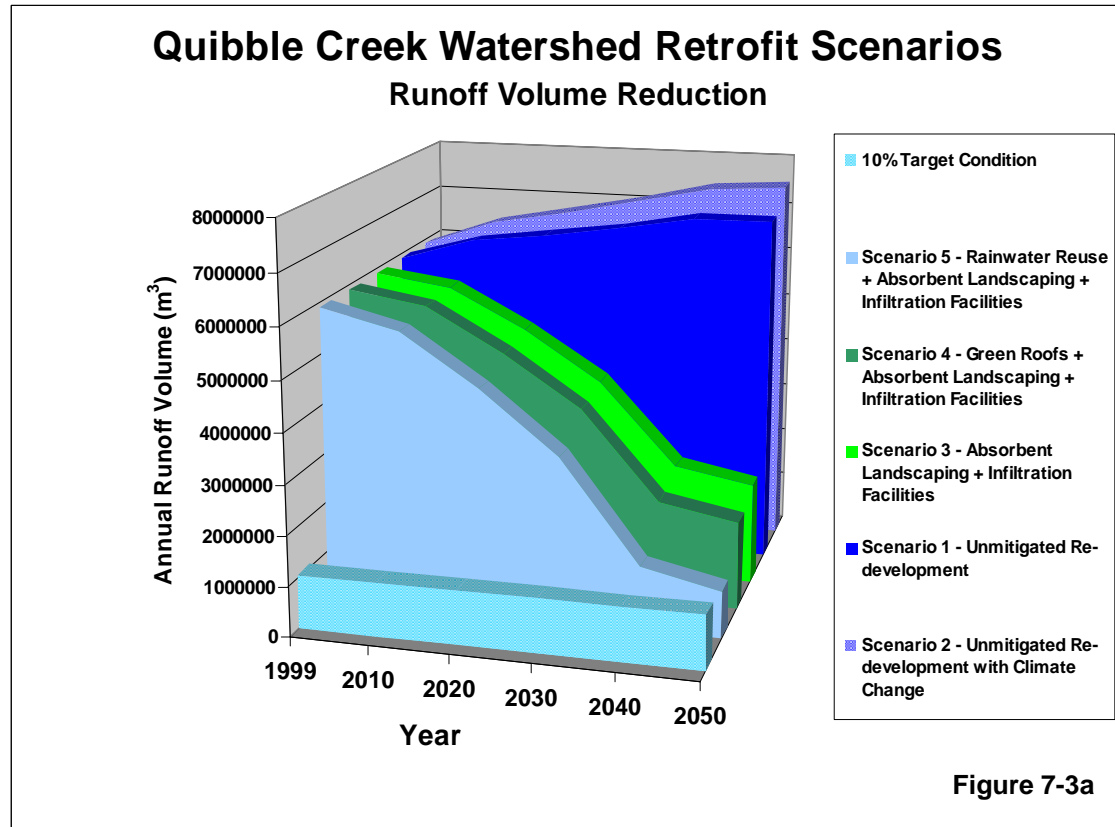 Quibble Creek Watershed Retrofit Scenarios
Runoff Volume Reduction
8000000
7000000
6000000
5000000
4000000
3000000
2000000
1000000
0
Annual Runoff Volume (m³)
1999
2010
2020
2030
2040
2050
Year
10% Target Condition
Scenario 5 - Rainwater Reuse
+ Absorbent Landscaping +
Infiltration Facilities
Scenario 4 - Green Roofs +
Absorbent Landscaping +
Infiltration Facilities
Scenario 3 - Absorbent
Landscaping + Infiltration
Facilities
Scenario 1 - Unmitigated Re-
development
Scenario 2 - Unmitigated Re-
development with Climate
Change
Figure 7-3a